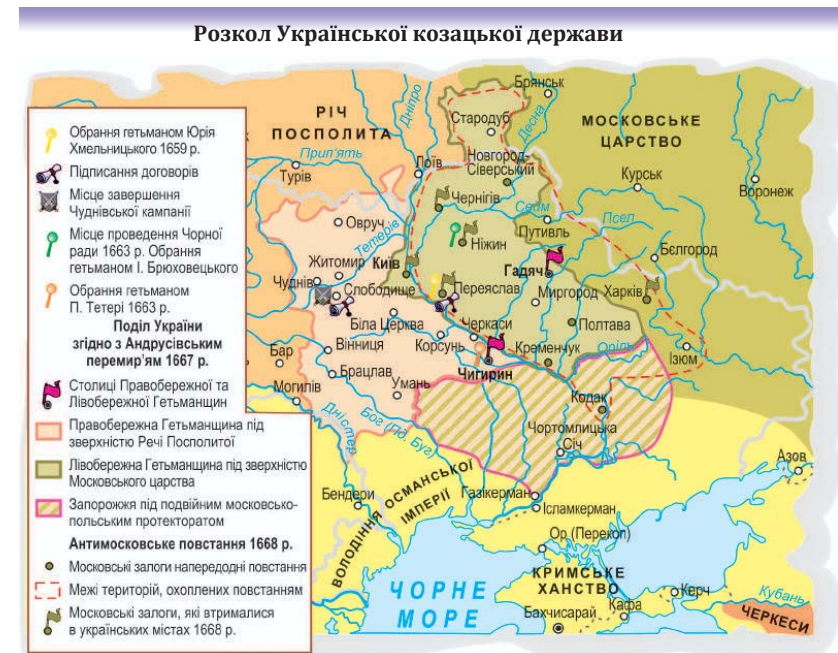 Розкол Української козацької держави
Обрання гетьманом Юрія
Хмельницького 1659 р.
Підписання договорів
Місце завершення
Чуднівської кампанії
Місце проведення Чорної
ради 1663 р. Обрання
гетьманом І. Брюховецького
Обрання гетьманом
П. Тетері 1663 р.
Поділ України
згідно з Андрусівським
перемир'ям 1667 р.
Столиці Правобережної та
Лівобережної Гетьманщин
Правобережна Гетьманщина під
зверхністю Речі Посполитої
Лівобережна Гетьманщина під зверхністю
Московського царства
Запорожжя під подвійним московсько-
польським протекторатом
Антимосковське повстання 1668 р.
Московські залоги напередодні повстання
Межі територій, охоплених повстанням
Московські залоги, які втрималися
в українських містах 1668 р.
РІЧ
ПОСПОЛИТА
МОСКОВСЬКЕ
ЦАРСТВО
Брянськ
Дніпро
Стародуб
Десна
Прип'ять
Турів
Лоїв
Новгород-
Сіверський
Курськ
Воронеж
Чернігів
Сейм
Псел
Овруч
Тетерів
Ніжин
Путивль
Бєлгород
Житомир
Київ
Гадяч
Чуднів
Слободище
Переяслав
Миргород
Харків
Біла Церква
Черкаси
Полтава
Вінниця
Корсунь
Кременчук
Оріль
Ізюм
Бар
Брацлав
Умань
Чигирин
Могилів
Кодак
Дністер
Бог (Пд. Буг)
Чортомлицька
Січ
Азов
Бендери
ВОЛОДІННЯ ОСМАНСЬКОЇ
ІМПЕРІЇ
Газікерман
Ісламкерман
Ор (Перекоп)
ЧОРНЕ
МОРЕ
КРИМСЬКЕ
ХАНСТВО
Керч
Кубань
Бахчисарай
Кафа
ЧЕРКЕСИ